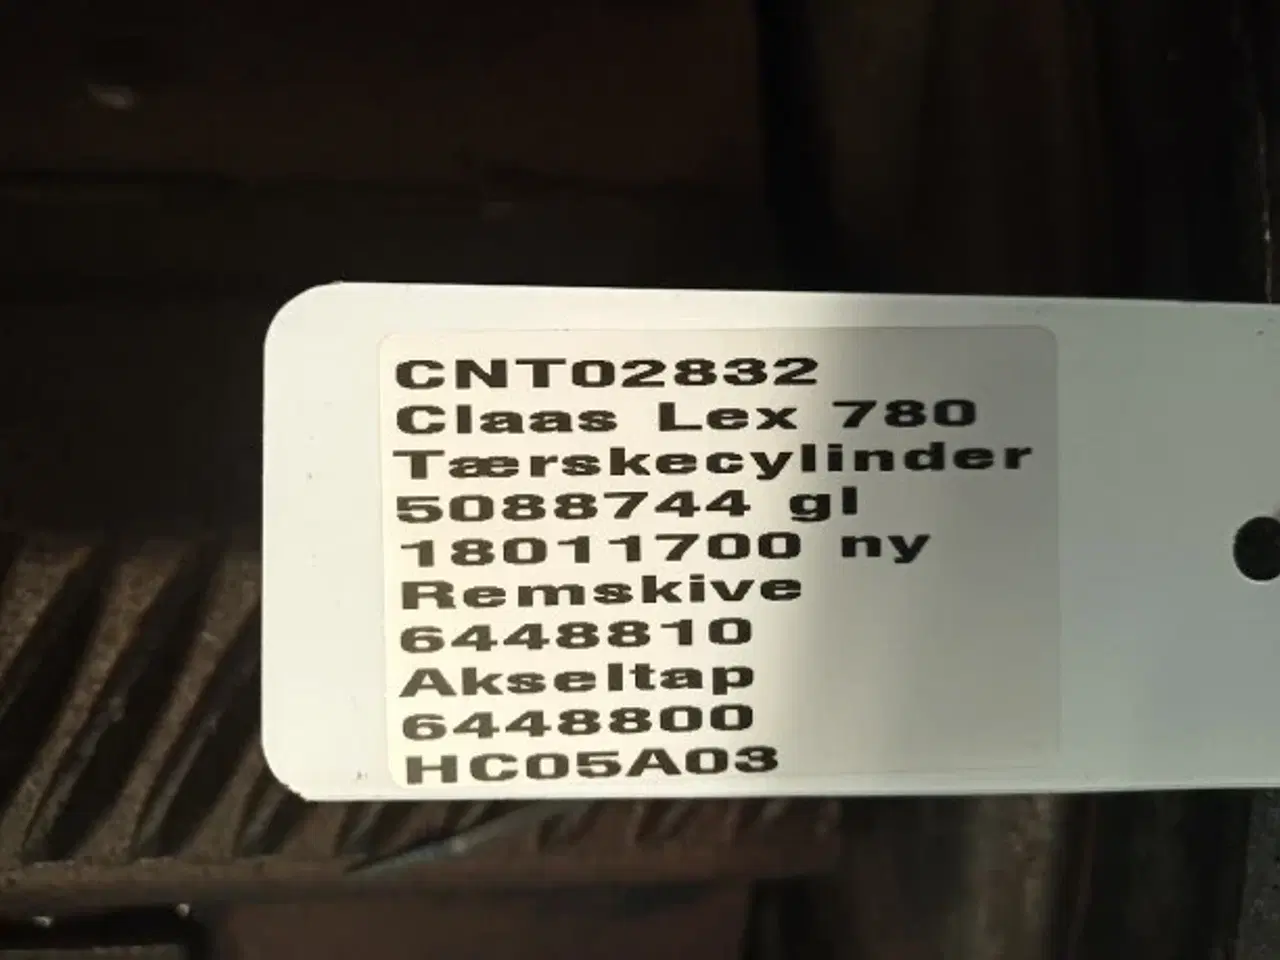 CNT02832
Claas Lex 780
Tærskecylinder
5088744 gl
18011700 ny
Remskive
6448810
Akseltap
6448800
HC05A03